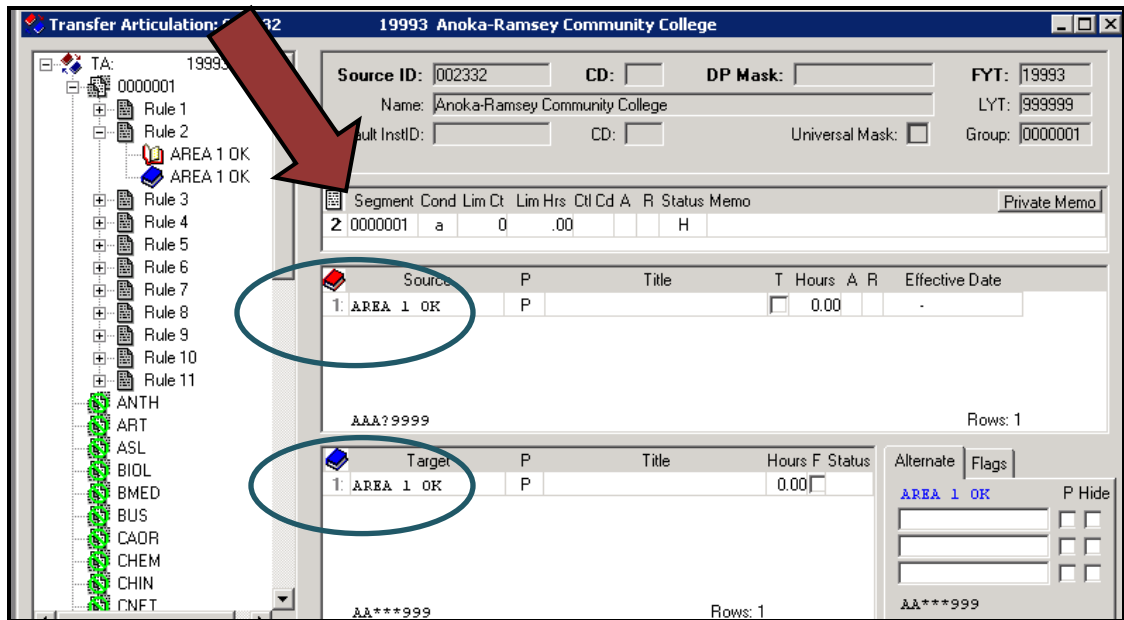 Transfer Articulation: 32 19993 Anoka-Ramsey Community College
TA: 19993
0000001
Rule 1
Rule 2
AREA 1 OK
AREA 1 OK
Rule 3
Rule 4
Rule 5
Rule 6
Rule 7
Rule 8
Rule 9
Rule 10
Rule 11
ANTH
ART
ASL
BIOL
BMED
BUS
CAOR
CHEM
CHIN
CNET
Source ID: 002332 CD: DP Mask: FYT: 19993
Name: Anoka-Ramsey Community College LYT: 999999
ault InstID: CD: Universal Mask: Group: 0000001
Segment Cond Lim Ct Lim Hrs Ctl Cd A R Status Memo Private Memo
2 0000001 a 0 .00 H
Source P Title T Hours A R Effective Date
1: AREA 1 OK P 0.00 -
AAA?9999 Rows: 1
Target P Title Hours F Status
1: AREA 1 OK P 0.00
AA***999 Rows: 1
Alternate Flags
AREA 1 OK P Hide
AA***999